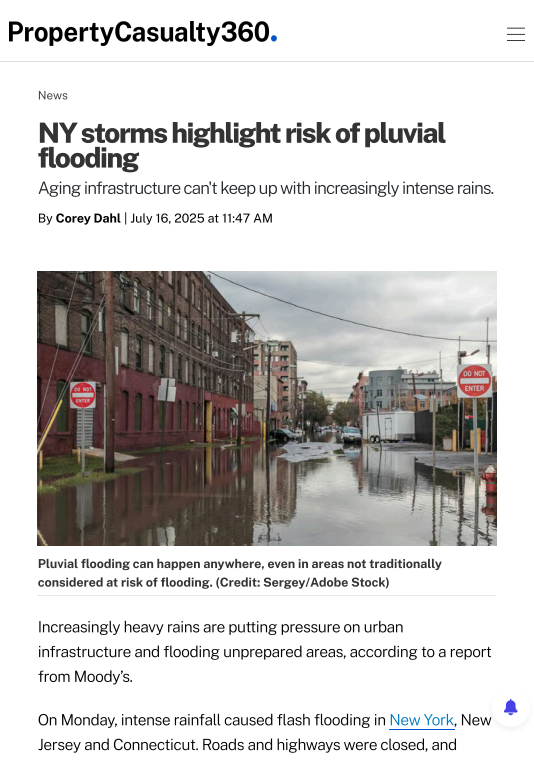 PropertyCasualty360.
News
NY storms highlight risk of pluvial
flooding
Aging infrastructure can't keep up with increasingly intense rains.
By Corey Dahl | July 16, 2025 at 11:47 AM
DO NOT
ENTER
DO NOT
ENTER
Pluvial flooding can happen anywhere, even in areas not traditionally
considered at risk of flooding. (Credit: Sergey/Adobe Stock)
Increasingly heavy rains are putting pressure on urban
infrastructure and flooding unprepared areas, according to a report
from Moody’s.
On Monday, intense rainfall caused flash flooding in New York, New
Jersey and Connecticut. Roads and highways were closed, and